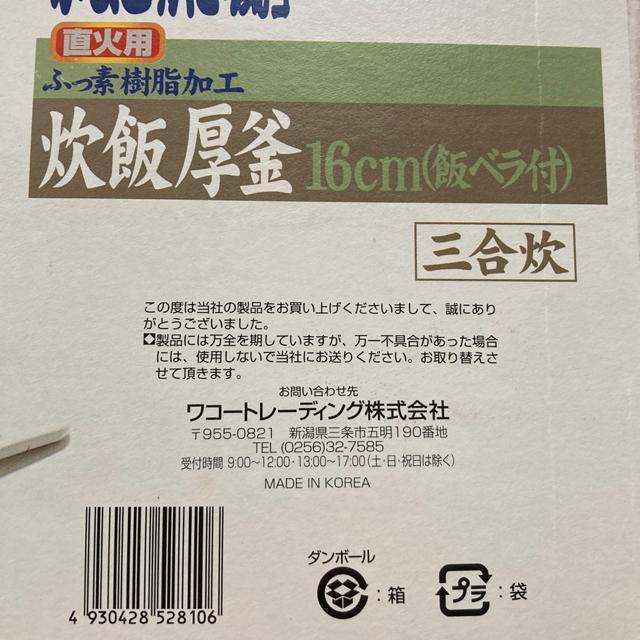 直火用
ふっ素樹脂加工
炊飯厚釜 16cm(飯ベラ付)
三合炊
この度は当社の製品をお買い上げくださいまして、誠にあり
がとうございました。
◆製品には万全を期していますが、万一不具合があった場合
には、使用しないで当社にお送りください。お取り替えさ
せて頂きます。
お問い合わせ先
ワコートレーディング株式会社
〒955-0821 新潟県三条市五明190番地
TEL (0256)32-7585
受付時間 9:00~12:00・13:00~17:00(土・日・祝日は除く)
MADE IN KOREA
4 930428 528106
ダンボール
:箱
プラ
:袋